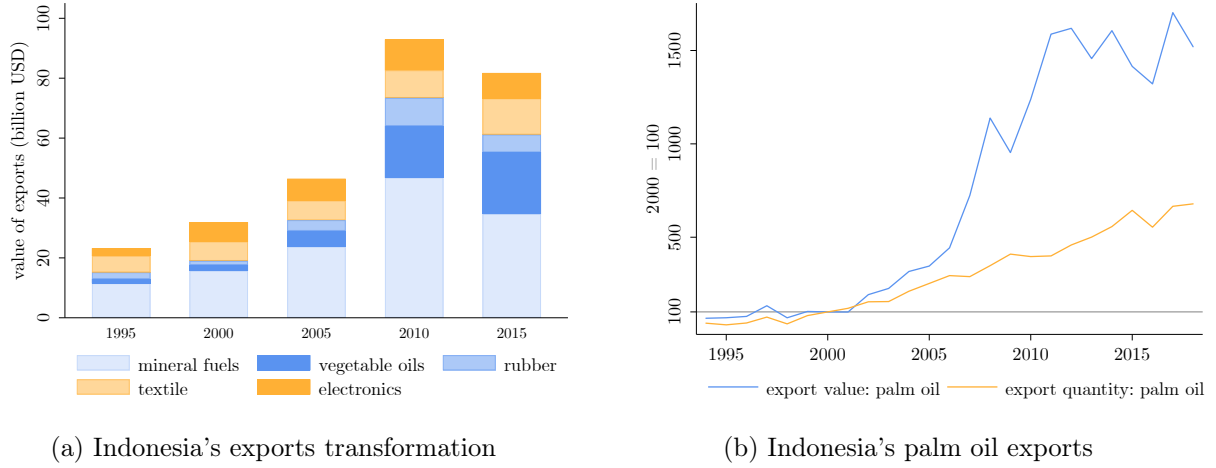 value of exports (billion USD)
100
80
60
40
20
0
1995 2000 2005 2010 2015
mineral fuels vegetable oils rubber
textile electronics
(a) Indonesia's exports transformation
2000 = 100
1500
1000
500
100
1995 2000 2005 2010 2015
export value: palm oil export quantity: palm oil
(b) Indonesia's palm oil exports